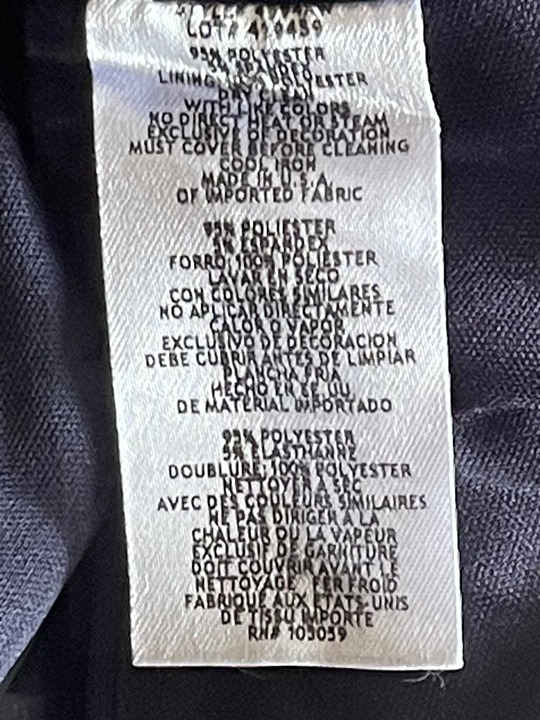 LOT# 419459
95% POLYESTER
5% SPANDEX
LINING: 100% POLYESTER
DRY CLEAN
WITH LIKE COLORS
NO DIRECT HEAT OR STEAM
EXCLUSIVE OF DECORATION
MUST COVER BEFORE CLEANING
COOL IRON
MADE IN U.S.A.
OF IMPORTED FABRIC
95% POLIESTER
5% ESPANDEX
FORRO: 100% POLIESTER
LAVAR EN SECO
CON COLORES SIMILARES
NO APLICAR DIRECTAMENTE
CALOR O VAPOR
EXCLUSIVO DE DECORACION
DEBE CUBRIR ANTES DE LIMPIAR
PLANCHA FRIA
HECHO EN EE.UU.
DE MATERIAL IMPORTADO
95% POLYESTER
5% ELASTHANNE
DOUBLURE: 100% POLYESTER
NETTOYER A SEC
AVEC DES COULEURS SIMILAIRES
NE PAS DIRIGER A LA
CHALEUR OU LA VAPEUR
EXCLUSIF DE GARNITURE
DOIT COUVRIR AVANT LE
NETTOYAGE FER FROID
FABRIQUE AUX ETATS-UNIS
DE TISSU IMPORTE
RN# 105059